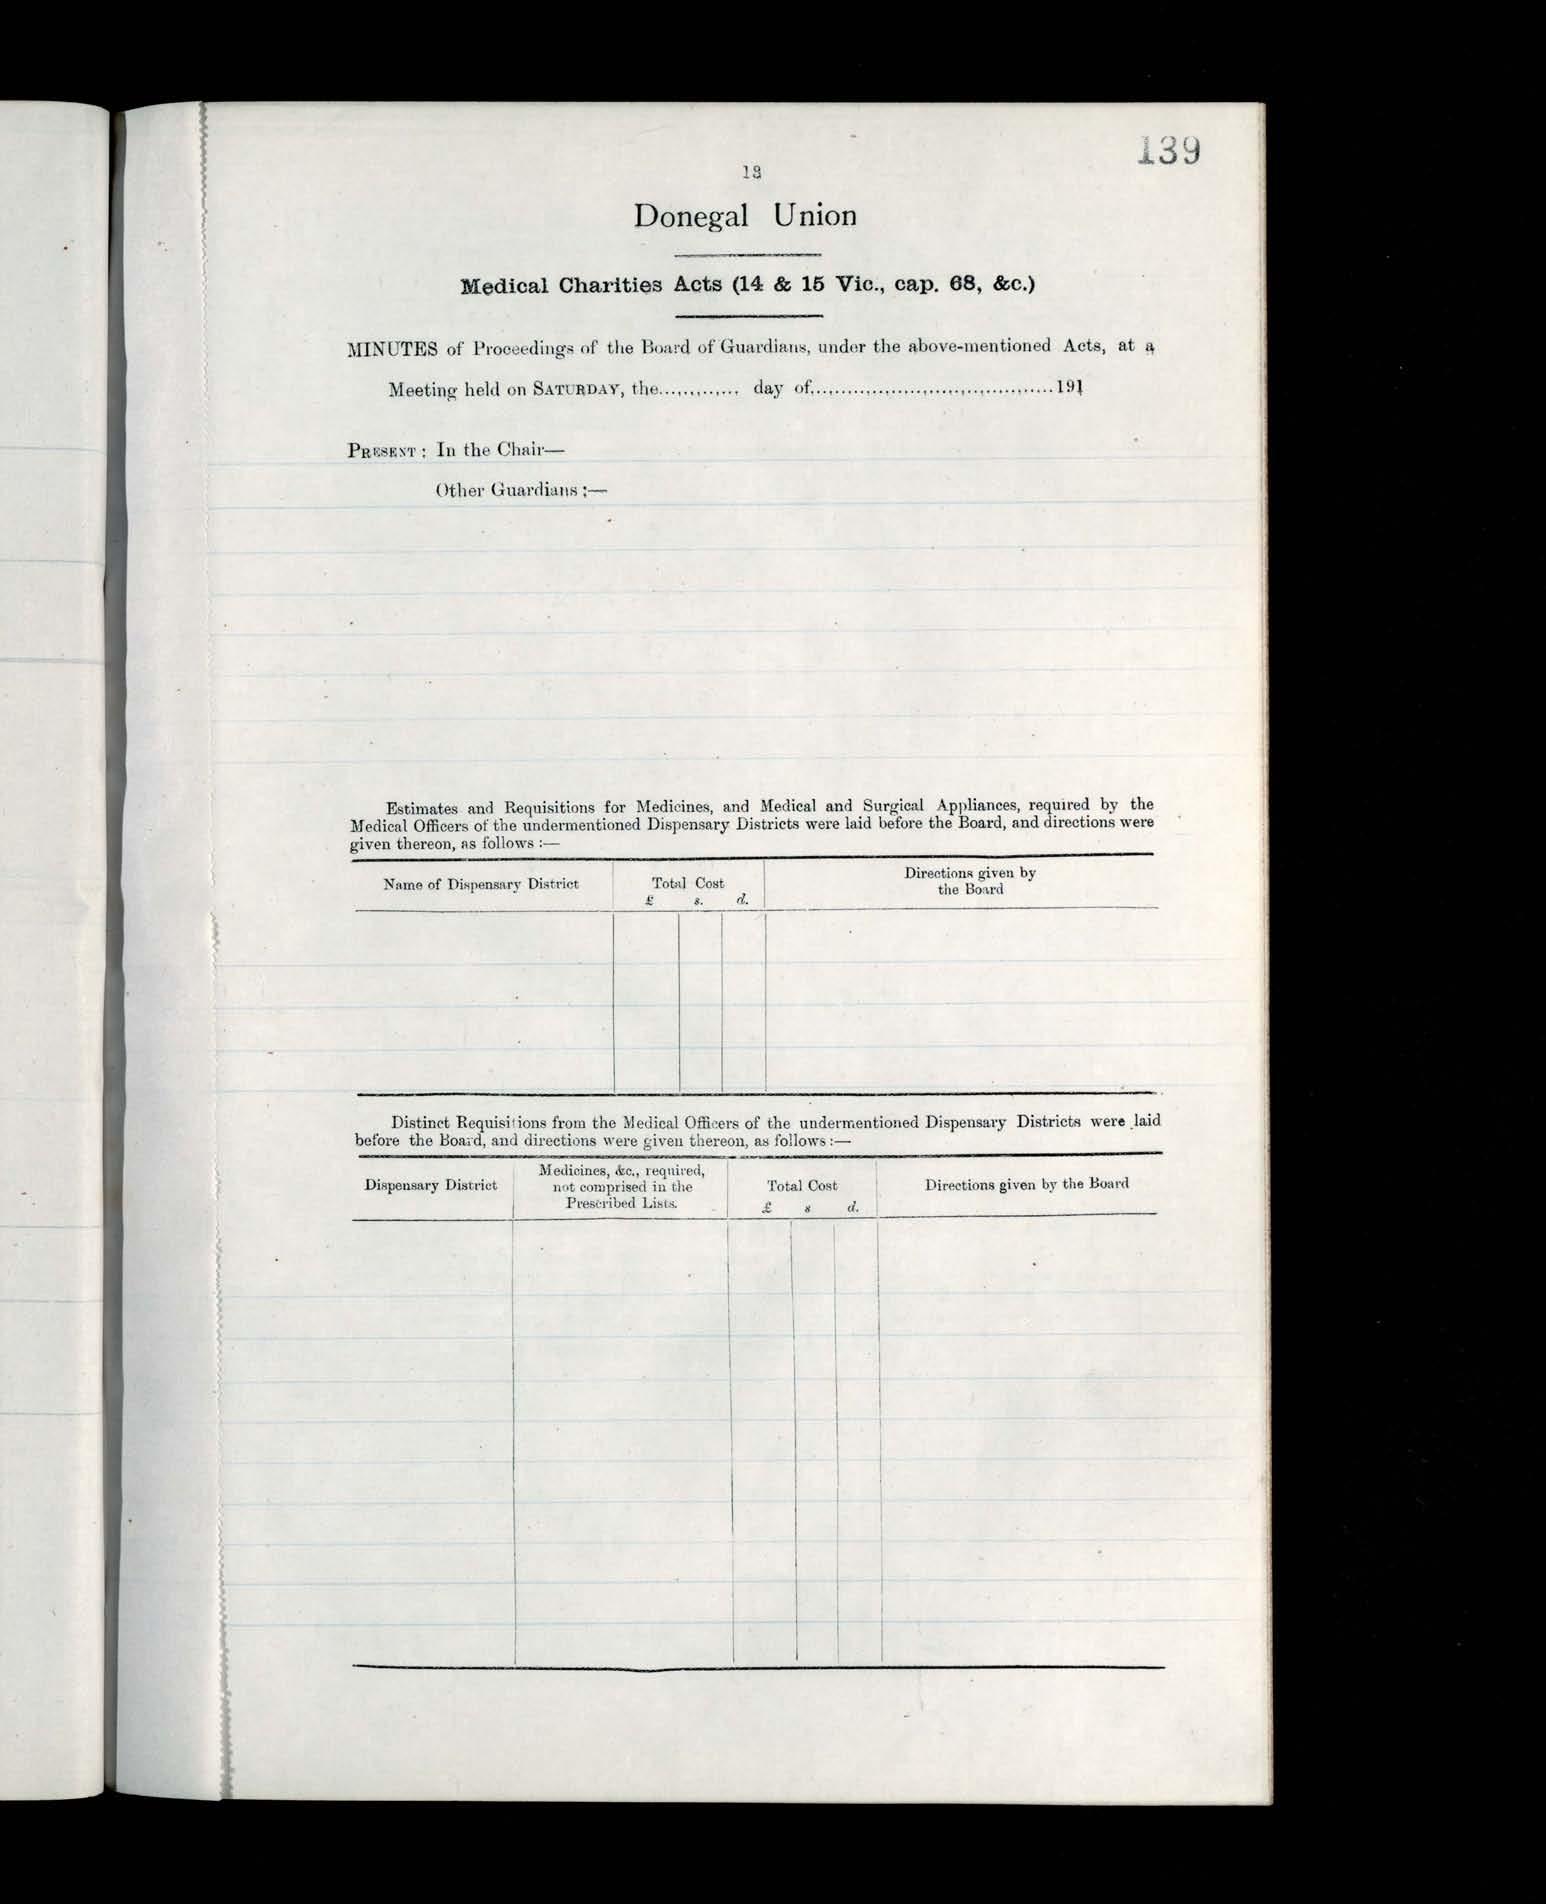 139
13
Donegal Union
Medical Charities Acts (14 & 15 Vic., cap. 68, &c.)
MINUTES of Proceedings of the Board of Guardians, under the above-mentioned Acts, at a
Meeting held on SATURDAY, the............. day of..........................................191
PRESENT : In the Chair—
Other Guardians :—
Estimates and Requisitions for Medicines, and Medical and Surgical Appliances, required by the
Medical Officers of the undermentioned Dispensary Districts were laid before the Board, and directions were
given thereon, as follows :—
Name of Dispensary District Total Cost Directions given by
the Board
£ s. d.
Distinct Requisitions from the Medical Officers of the undermentioned Dispensary Districts were laid
before the Board, and directions were given thereon, as follows :—
Dispensary District Medicines, &c., required,
not comprised in the
Prescribed Lists. Total Cost Directions given by the Board
£ s d.